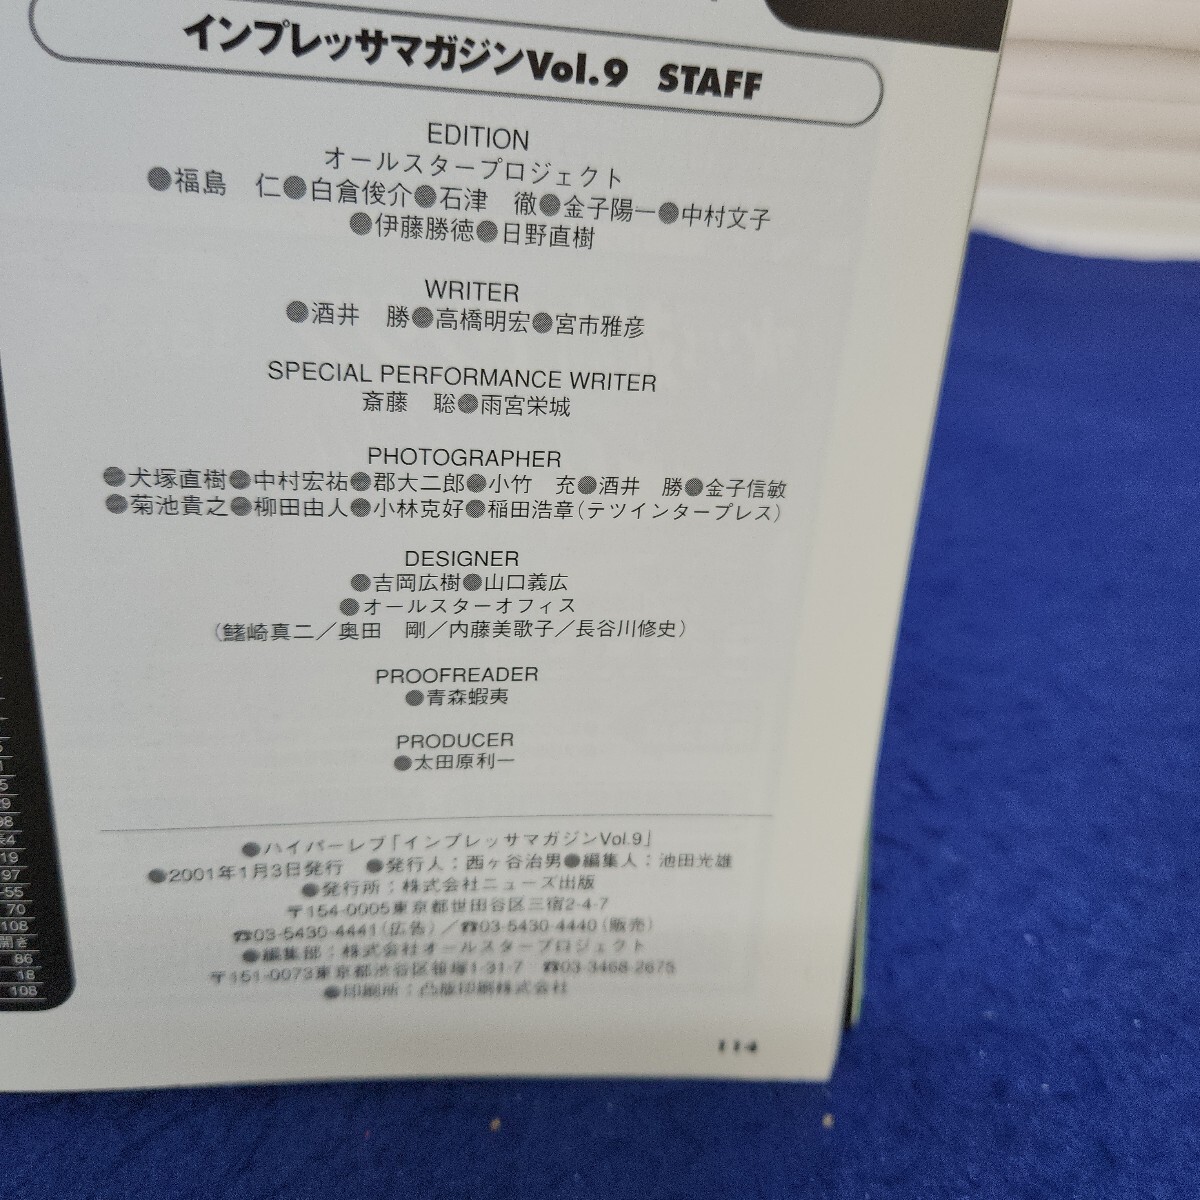 インプレッサマガジンVol.9 STAFF
EDITION
オールスタープロジェクト
●福島　仁●白倉俊介●石津　徹●金子陽一●中村文子
●伊藤勝徳●日野直樹
WRITER
●酒井　勝●高橋明宏●宮市雅彦
SPECIAL PERFORMANCE WRITER
斎藤　聡●雨宮栄城
PHOTOGRAPHER
●犬塚直樹●中村宏祐●郡大二郎●小竹　充●酒井　勝●金子信敏
●菊池貴之●柳田由人●小林克好●稲田浩章(テツインタープレス)
DESIGNER
●吉岡広樹●山口義広
●オールスターオフィス
(鰭崎真二／奥田　剛／内藤美歌子／長谷川修史)
PROOFREADER
●青森蝦夷
PRODUCER
●太田原利一
●ハイパーレブ「インプレッサマガジンVol.9」
●2001年1月3日発行　●発行人：西ヶ谷治男●編集人：池田光雄
●発行所：株式会社ニューズ出版
〒154-0005東京都世田谷区三宿2-4-7
☎03-5430-4441(広告)／☎03-5430-4440(販売)
●編集部：株式会社オールスタープロジェクト
〒151-0073東京都渋谷区笹塚1-31-7　☎03-3468-2675
●印刷所：凸版印刷株式会社
114
29
98
表4
19
97
-55
70
108
開き
86
18
108